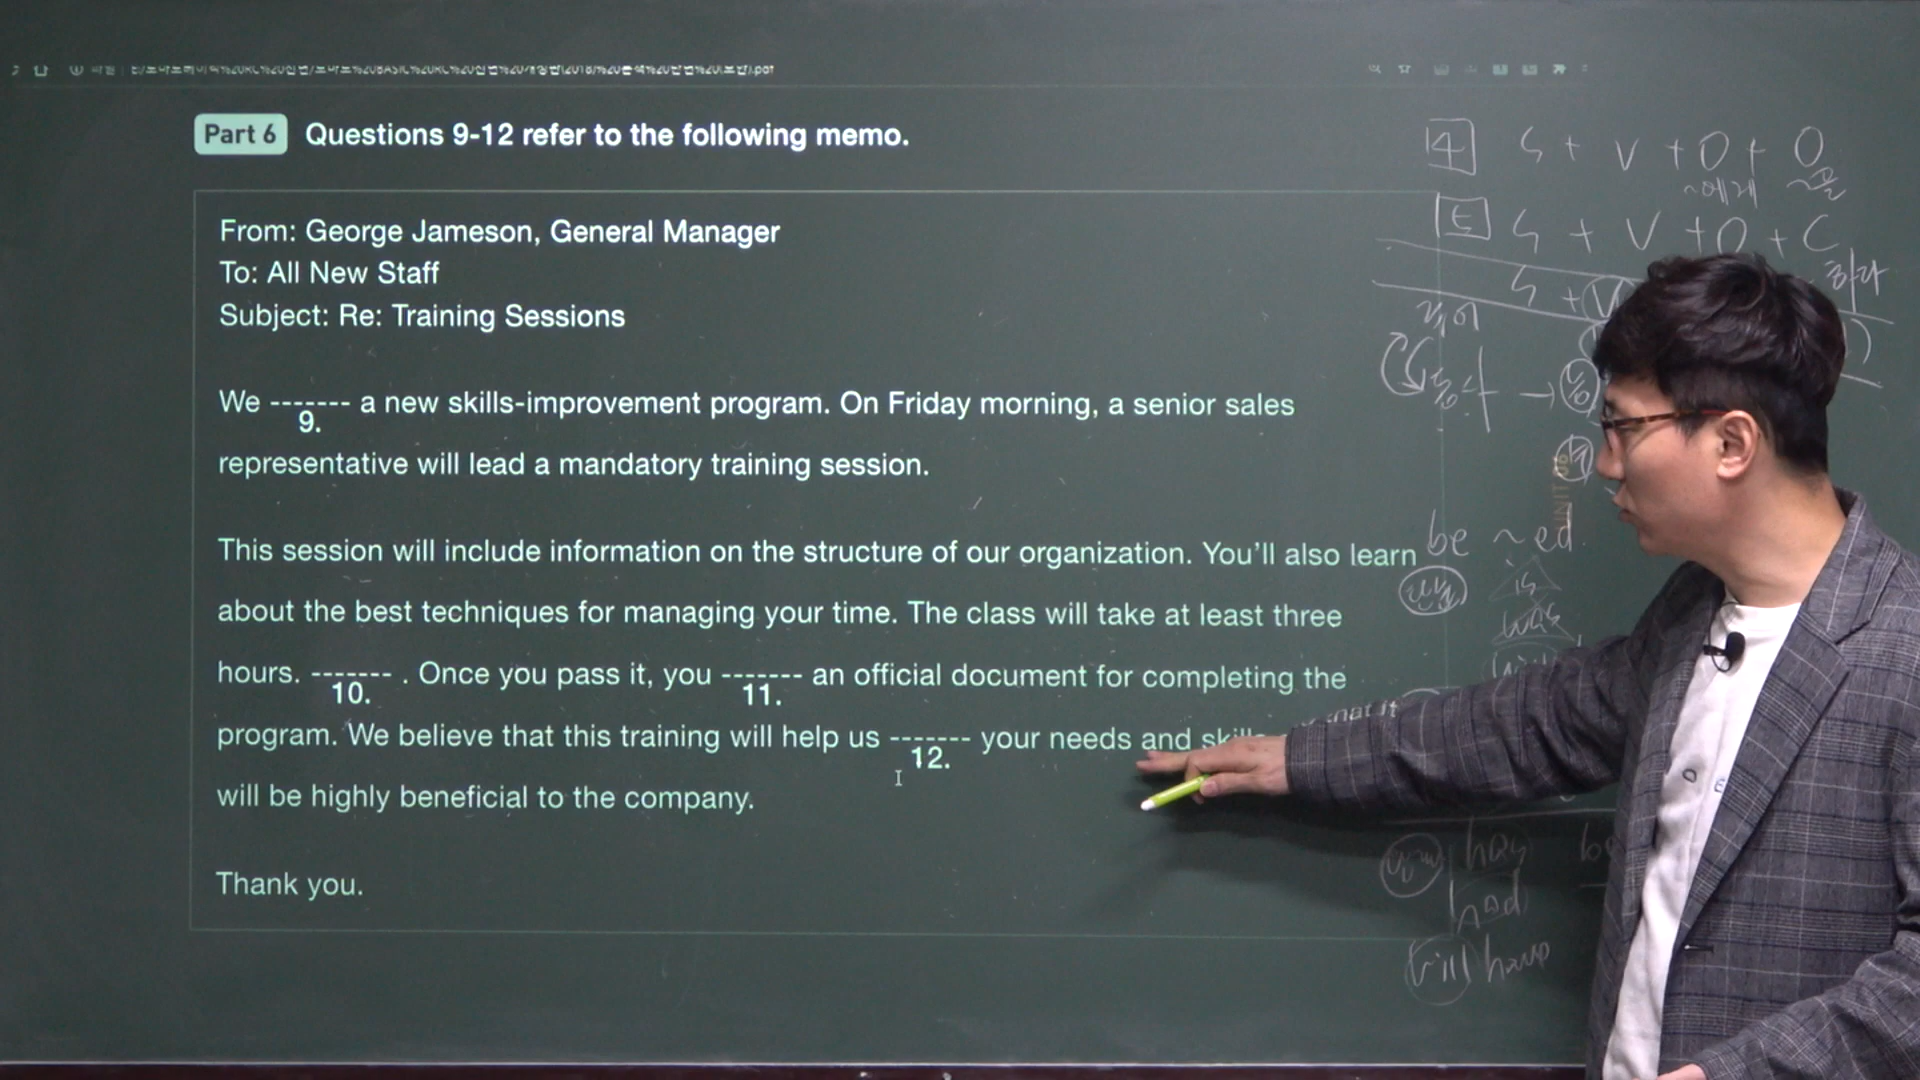 Part 6 Questions 9-12 refer to the following memo.
From: George Jameson, General Manager
To: All New Staff
Subject: Re: Training Sessions
We ------- a new skills-improvement program. On Friday morning, a senior sales
9.
representative will lead a mandatory training session.
This session will include information on the structure of our organization. You'll also learn
about the best techniques for managing your time. The class will take at least three
hours. ------- . Once you pass it, you ------- an official document for completing the
10. 11.
program. We believe that this training will help us ------- your needs and
12.
will be highly beneficial to the company.
Thank you.
4 S + V + O + O
~에게 ~을
5 S + V + O + C
S + V
be ~ed
is
was
has
had
will have